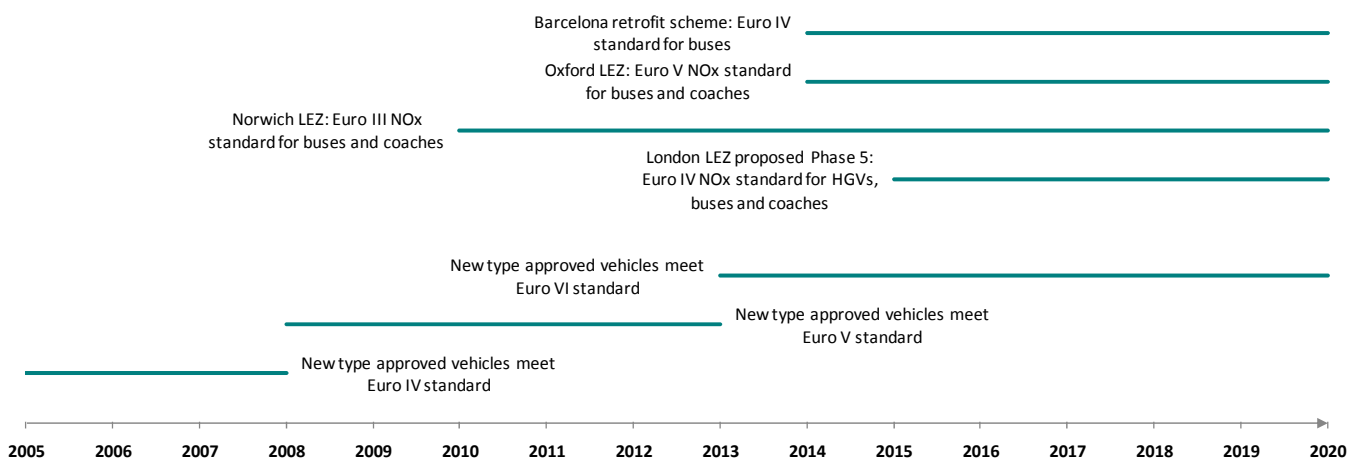 Barcelona retrofit scheme: Euro IV
standard for buses
Oxford LEZ: Euro V NOx standard
for buses and coaches
Norwich LEZ: Euro III NOx
standard for buses and coaches
London LEZ proposed Phase 5:
Euro IV NOx standard for HGVs,
buses and coaches
New type approved vehicles meet
Euro VI standard
New type approved vehicles meet
Euro V standard
New type approved vehicles meet
Euro IV standard
2005 2006 2007 2008 2009 2010 2011 2012 2013 2014 2015 2016 2017 2018 2019 2020